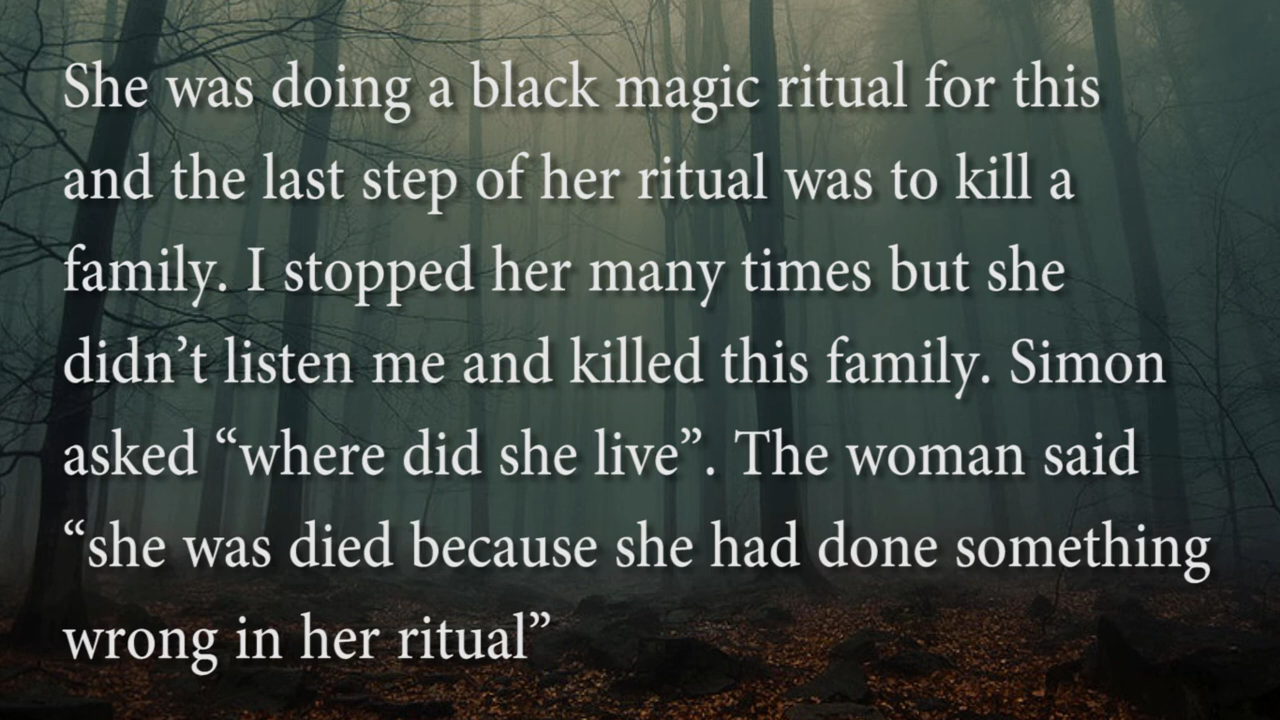 She was doing a black magic ritual for this
and the last step of her ritual was to kill a
family. I stopped her many times but she
didn’t listen me and killed this family. Simon
asked “where did she live”. The woman said
“she was died because she had done something
wrong in her ritual”